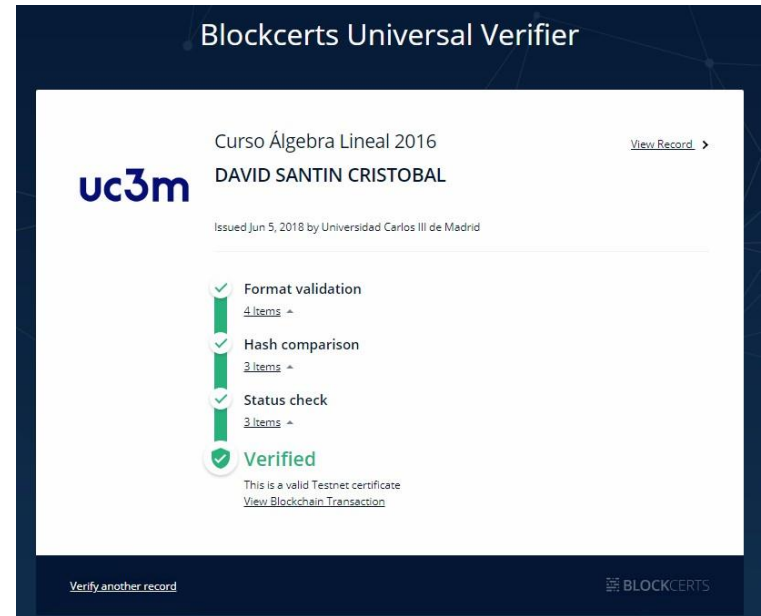 Blockcerts Universal Verifier
Curso Álgebra Lineal 2016
View Record
DAVID SANTIN CRISTOBAL
uc3m
Issued Jun 5, 2018 by Universidad Carlos III de Madrid
Format validation
4 Items
Hash comparison
3 Items
Status check
3 Items
Verified
This is a valid Testnet certificate
View Blockchain Transaction
Verify another record
BLOCKCERTS